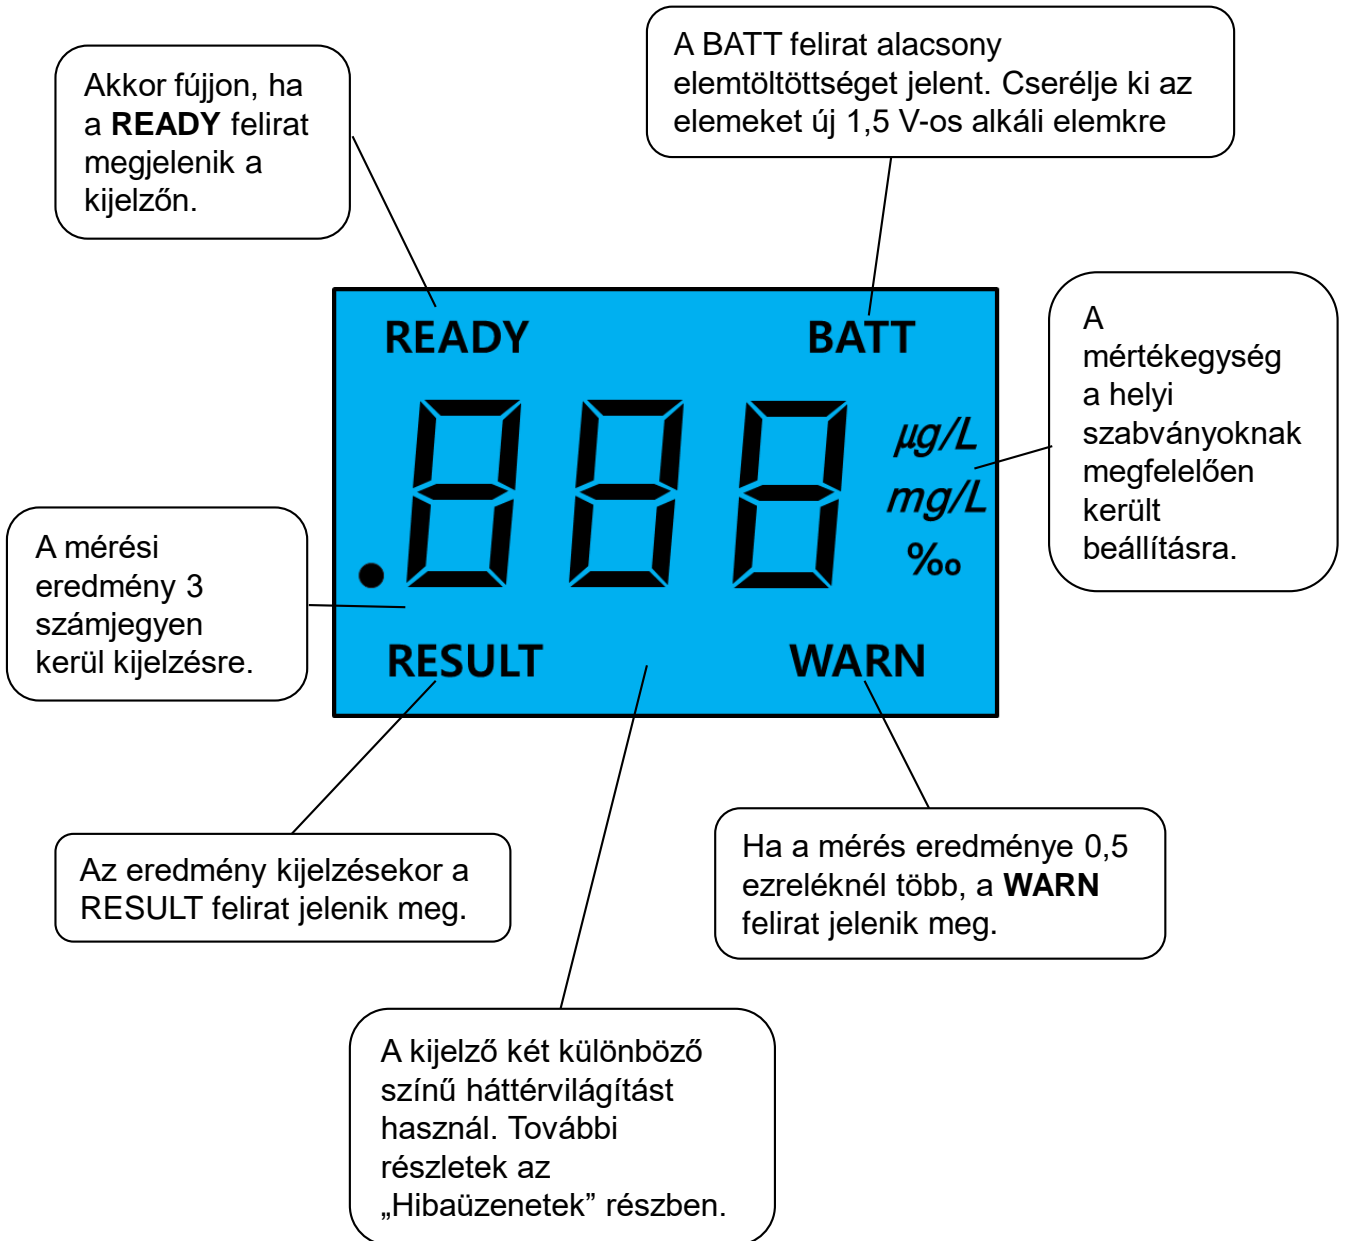 A BATT felirat alacsony
elemtöltöttséget jelent. Cserélje ki az
elemeket új 1,5 V-os alkáli elemkre
Akkor fújjon, ha
a READY felirat
megjelenik a
kijelzőn.
READY
BATT
A
mértékegység
a helyi
szabványoknak
megfelelően
került
beállításra.
.888
µg/L
mg/L
‰
A mérési
eredmény 3
számjegyen
kerül kijelzésre.
RESULT
WARN
Az eredmény kijelzésekor a
RESULT felirat jelenik meg.
Ha a mérés eredménye 0,5
ezreléknél több, a WARN
felirat jelenik meg.
A kijelző két különböző
színű háttérvilágítást
használ. További
részletek az
„Hibaüzenetek” részben.